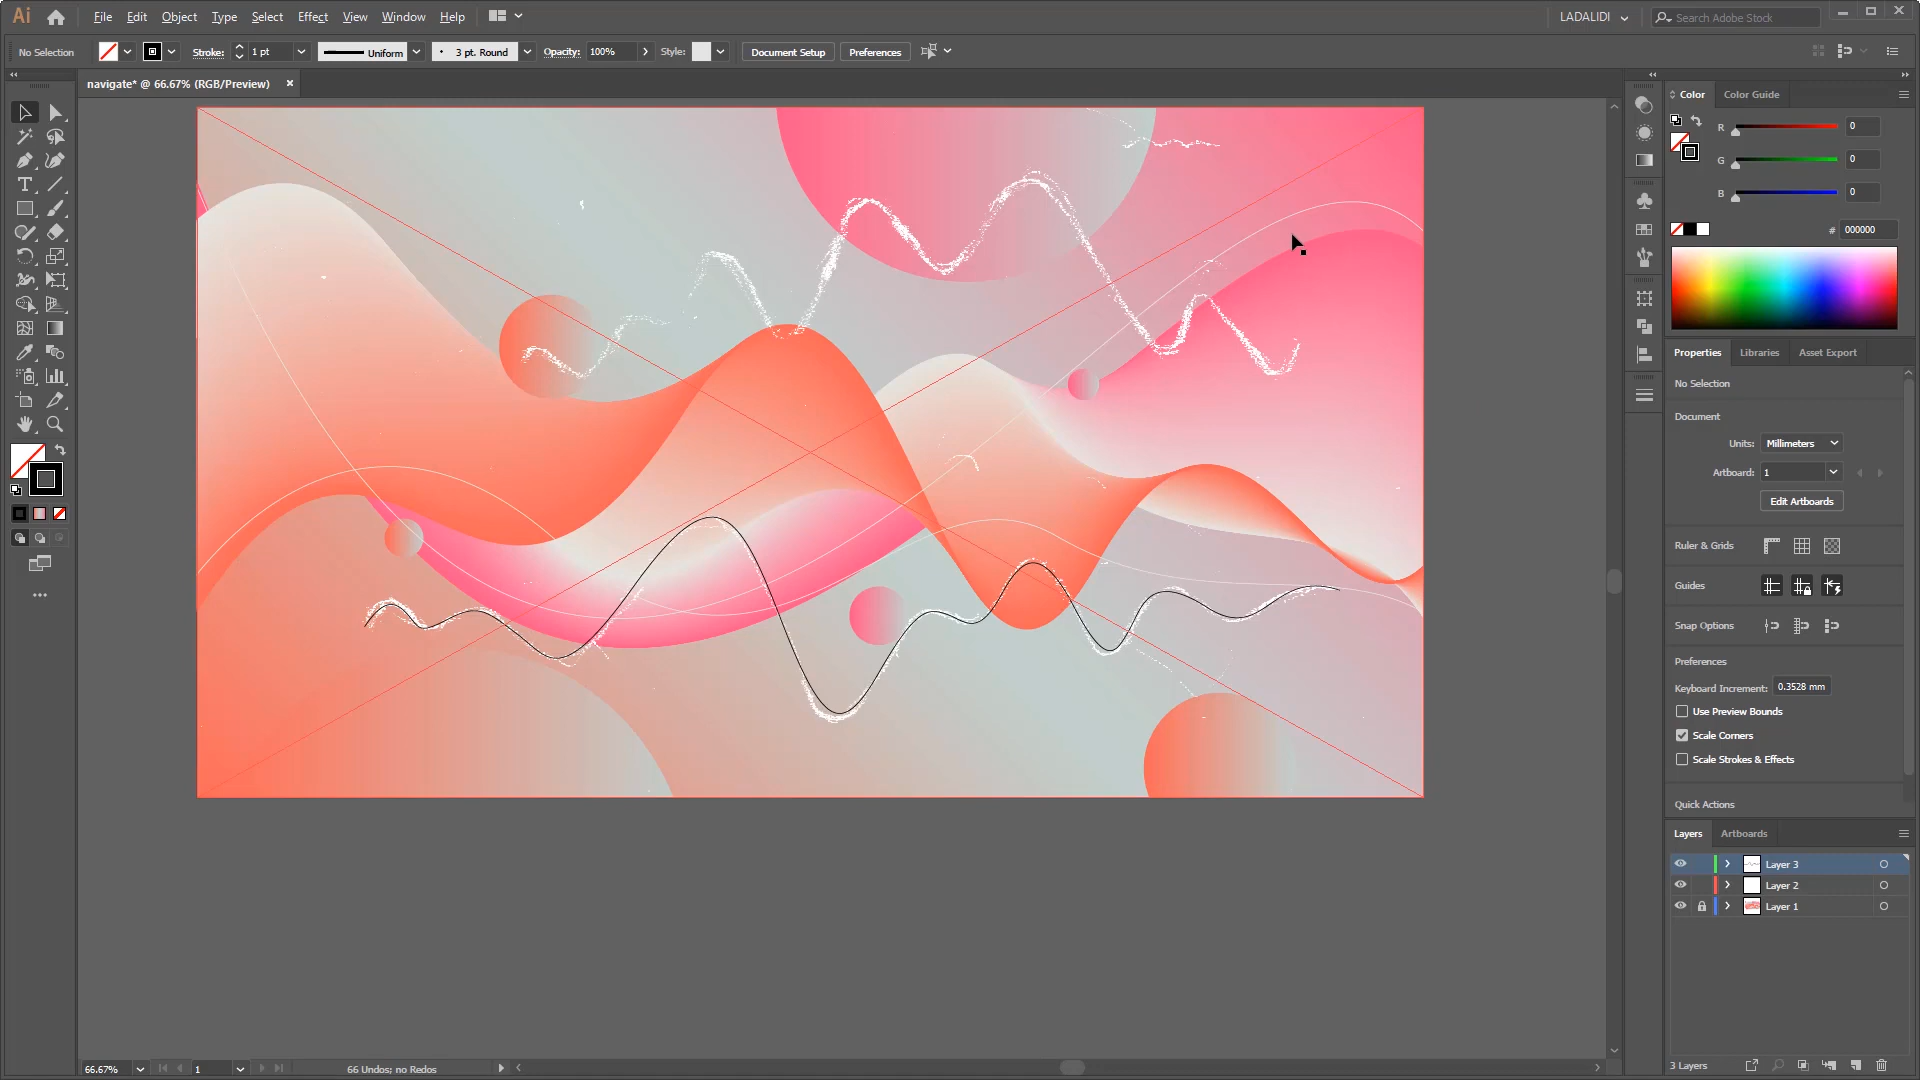 Ai File Edit Object Type Select Effect View Window Help LADALIDI Search Adobe Stock
No Selection Stroke: 1 pt Uniform 3 pt. Round Opacity: 100% Style: Document Setup Preferences
navigate* @ 66.67% (RGB/Preview)
Color Color Guide
R 0
G 0
B 0
# 000000
Properties Libraries Asset Export
No Selection
Document
Units: Millimeters
Artboard: 1
Edit Artboards
Ruler & Grids
Guides
Snap Options
Preferences
Keyboard Increment: 0.3528 mm
Use Preview Bounds
Scale Corners
Scale Strokes & Effects
Quick Actions
Layers Artboards
Layer 3
Layer 2
Layer 1
3 Layers
66.67% 1 66 Undos; no Redos